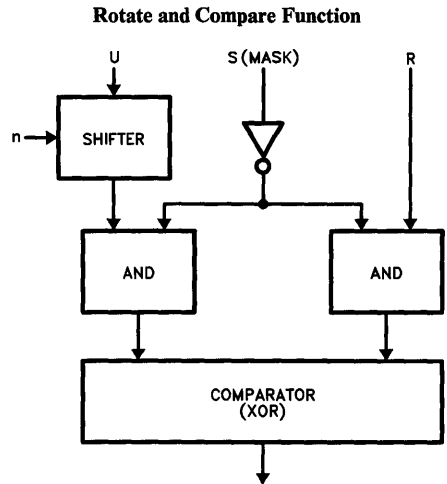 Rotate and Compare Function
U
S (MASK)
R
n
SHIFTER
AND
AND
COMPARATOR
(XOR)